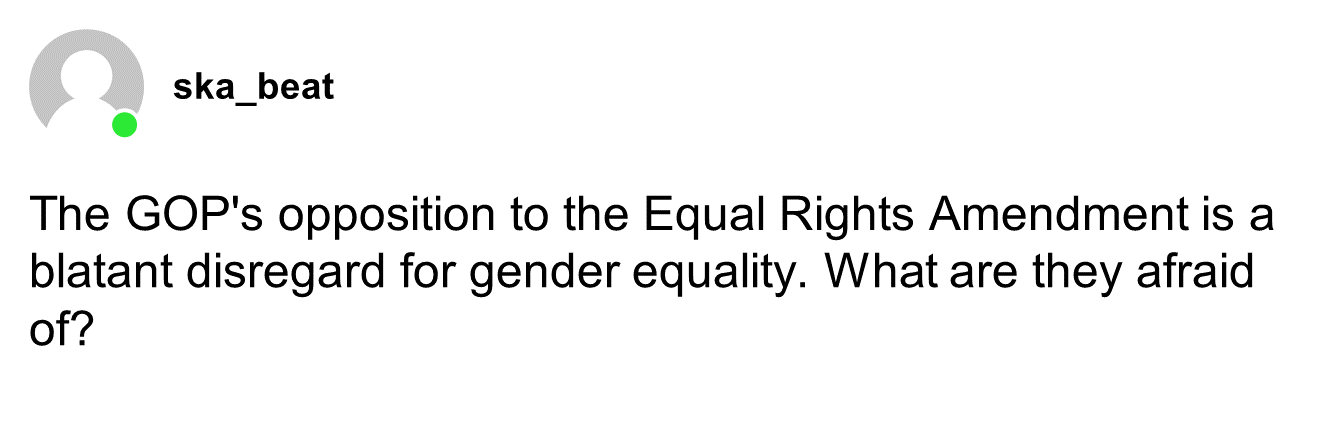 ska_beat
The GOP's opposition to the Equal Rights Amendment is a
blatant disregard for gender equality. What are they afraid
of?